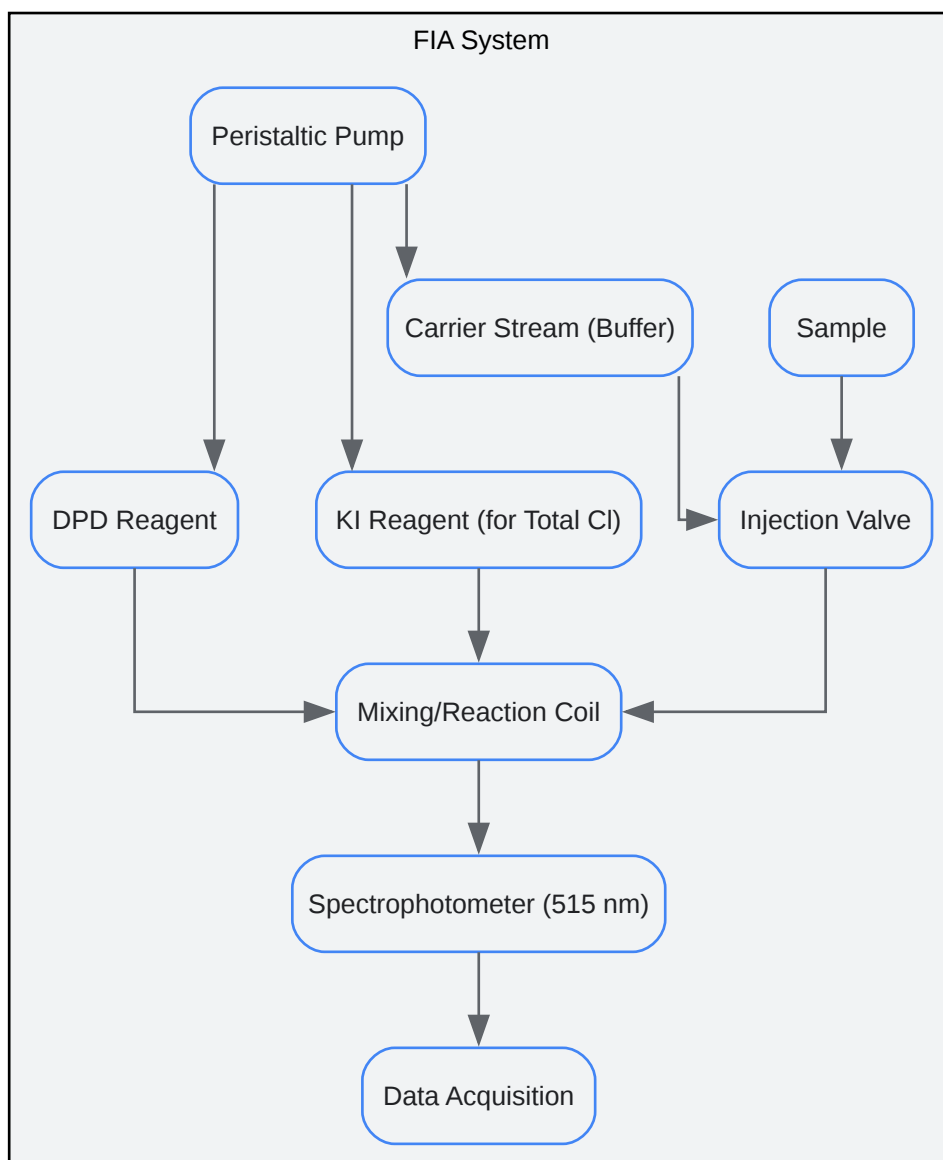 FIA System
Peristaltic Pump
Carrier Stream (Buffer)
Sample
DPD Reagent
KI Reagent (for Total Cl)
Injection Valve
Mixing/Reaction Coil
Spectrophotometer (515 nm)
Data Acquisition